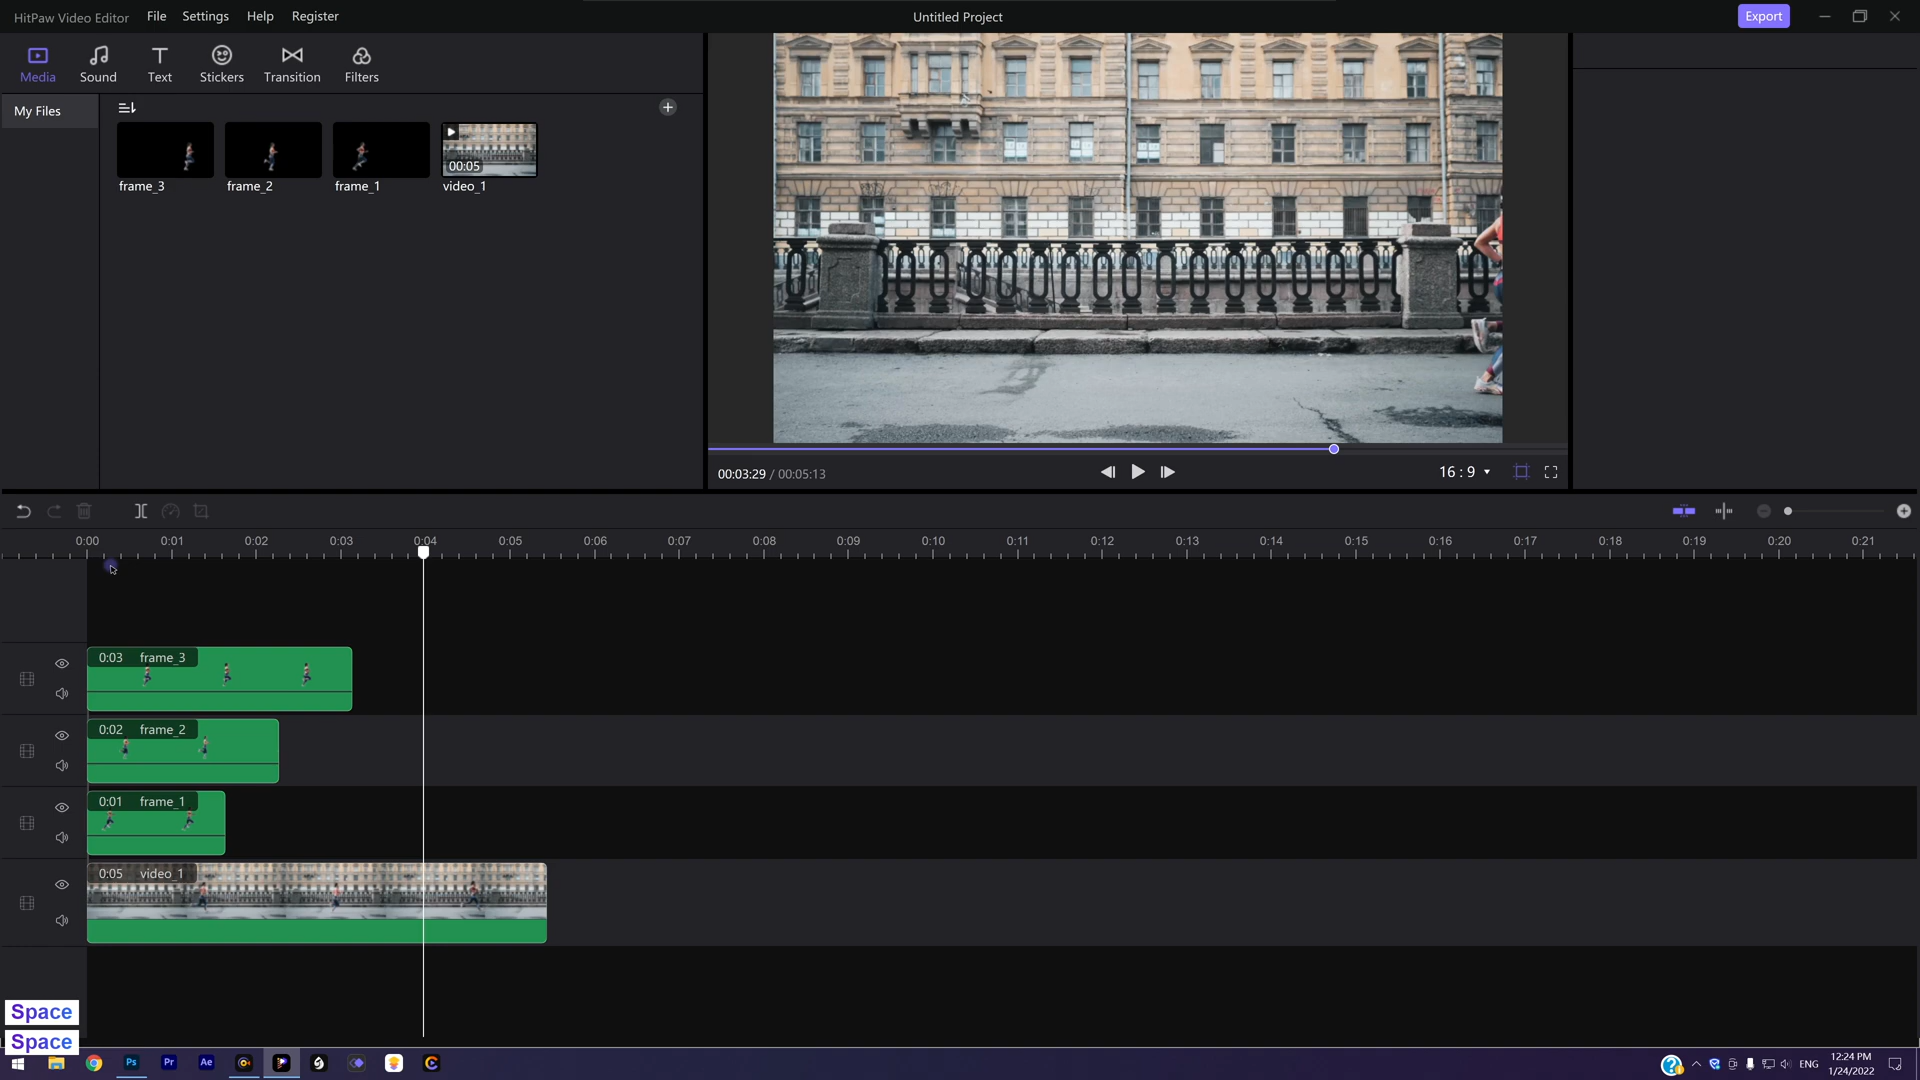 HitPaw Video Editor File Settings Help Register Untitled Project Export
Media Sound Text Stickers Transition Filters
My Files
00:05
frame_3 frame_2 frame_1 video_1
00:03:29 / 00:05:13 16 : 9
0:00 0:01 0:02 0:03 0:04 0:05 0:06 0:07 0:08 0:09 0:10 0:11 0:12 0:13 0:14 0:15 0:16 0:17 0:18 0:19 0:20 0:21
0:03 frame_3
0:02 frame_2
0:01 frame_1
0:05 video_1
Space
Space
Ps Pr Ae ENG 12:24 PM
1/24/2022